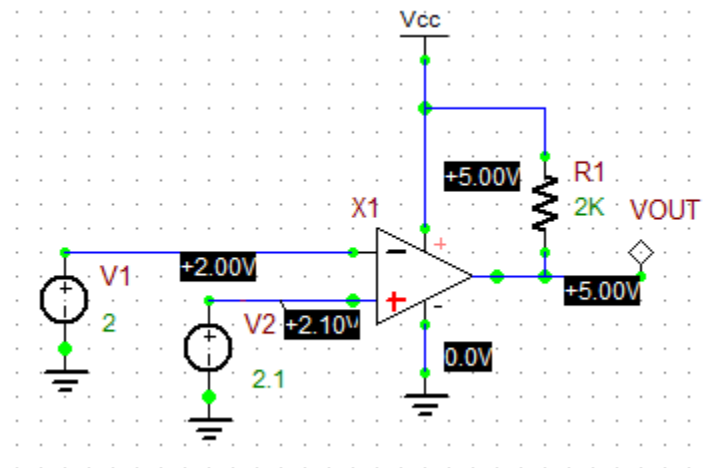 Vcc
+5.00V
R1
2K
VOUT
X1
+
-
+2.00V
V1
+
2
+
-
+5.00V
V2
+2.10V
+
2.1
0.0V